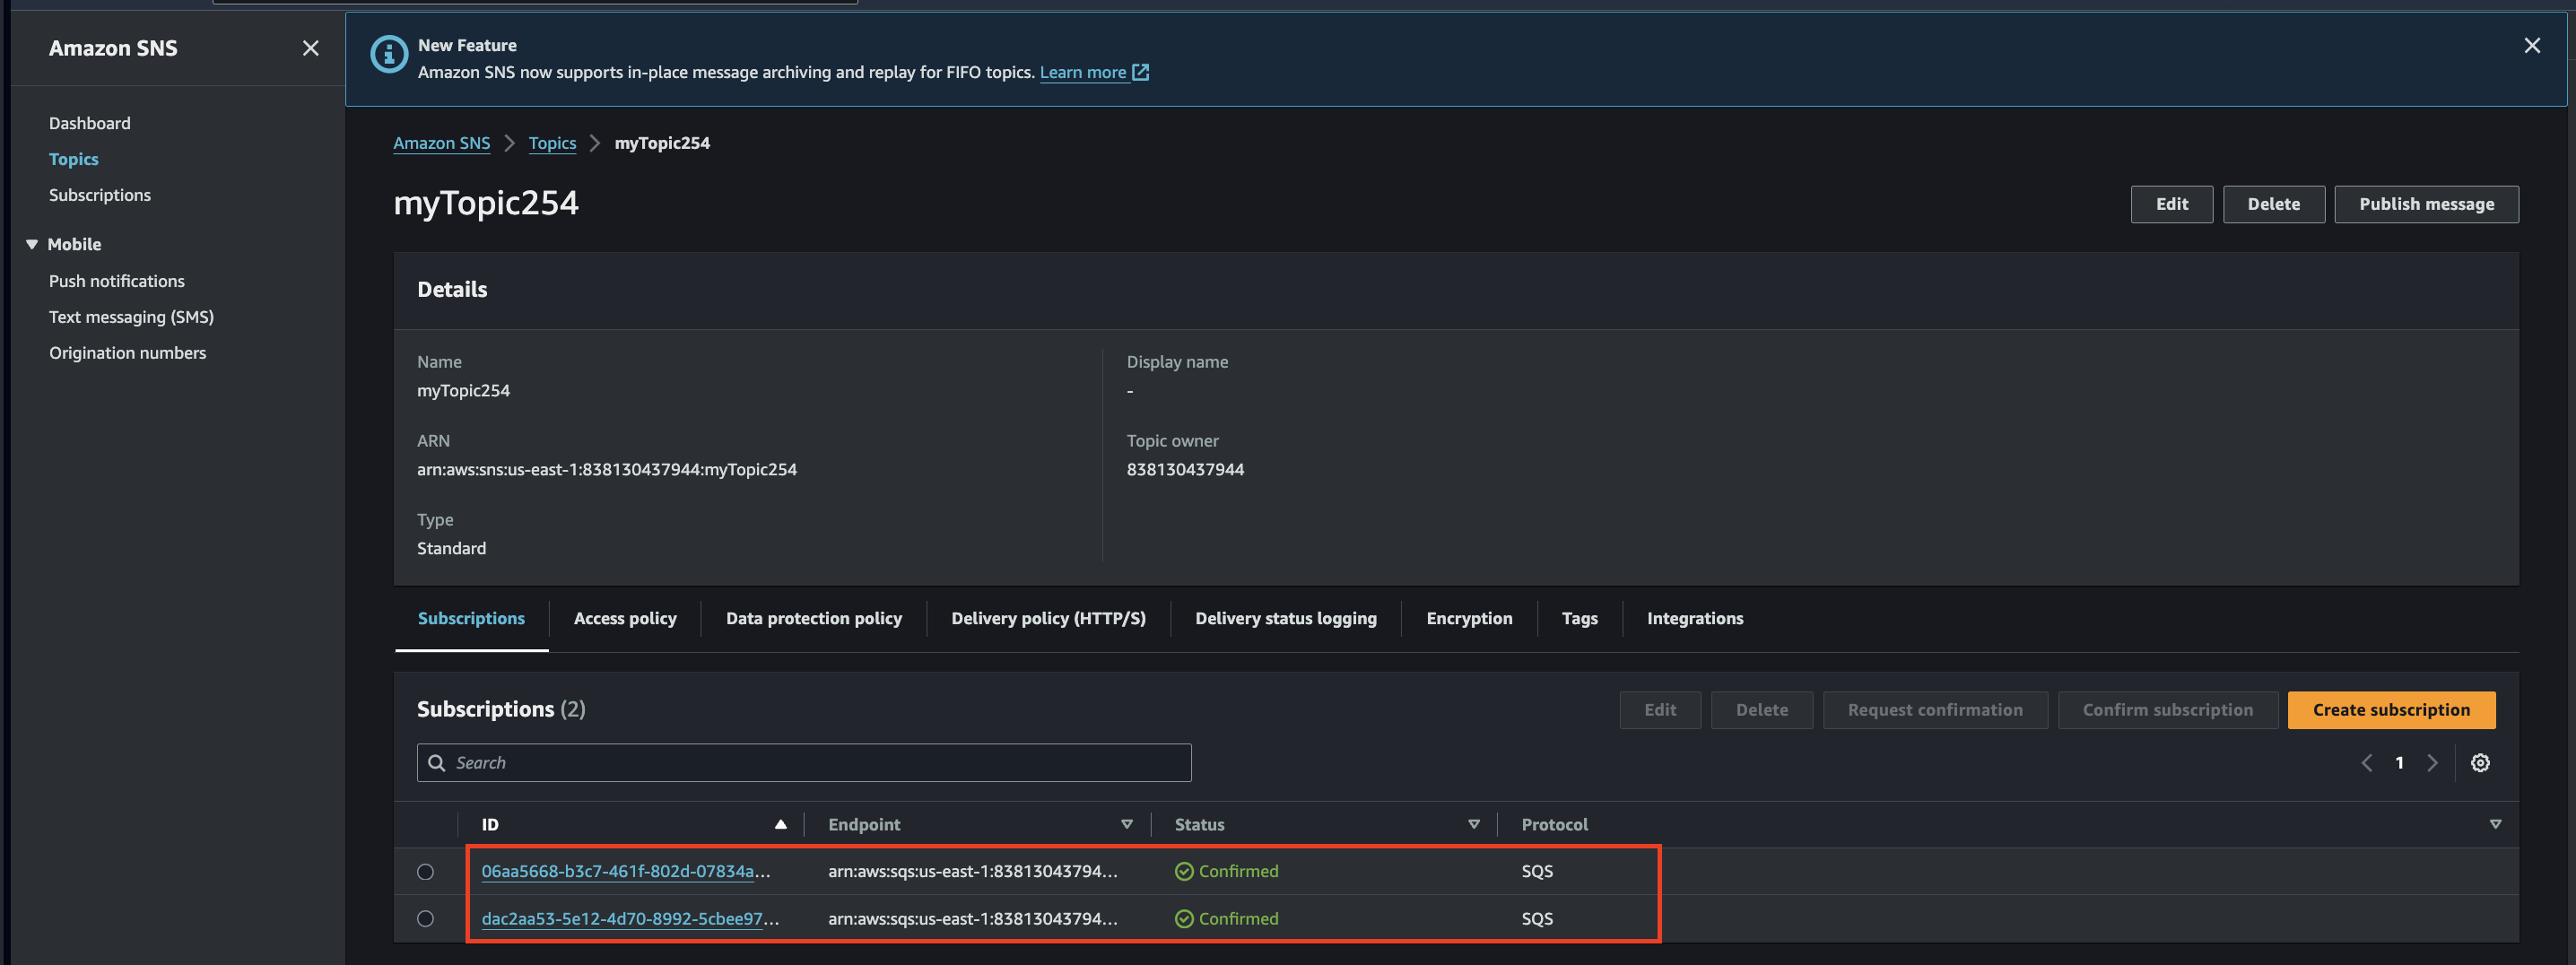 Amazon SNS
Dashboard
Topics
Subscriptions
Mobile
Push notifications
Text messaging (SMS)
Origination numbers
New Feature
Amazon SNS now supports in-place message archiving and replay for FIFO topics. Learn more
Amazon SNS > Topics > myTopic254
myTopic254
Edit Delete Publish message
Details
Name
myTopic254
ARN
arn:aws:sns:us-east-1:838130437944:myTopic254
Type
Standard
Display name
-
Topic owner
838130437944
Subscriptions Access policy Data protection policy Delivery policy (HTTP/S) Delivery status logging Encryption Tags Integrations
Subscriptions (2)
Edit Delete Request confirmation Confirm subscription Create subscription
Search
1
ID Endpoint Status Protocol
06aa5668-b3c7-461f-802d-07834a... arn:aws:sqs:us-east-1:83813043794... Confirmed SQS
dac2aa53-5e12-4d70-8992-5cbee97... arn:aws:sqs:us-east-1:83813043794... Confirmed SQS